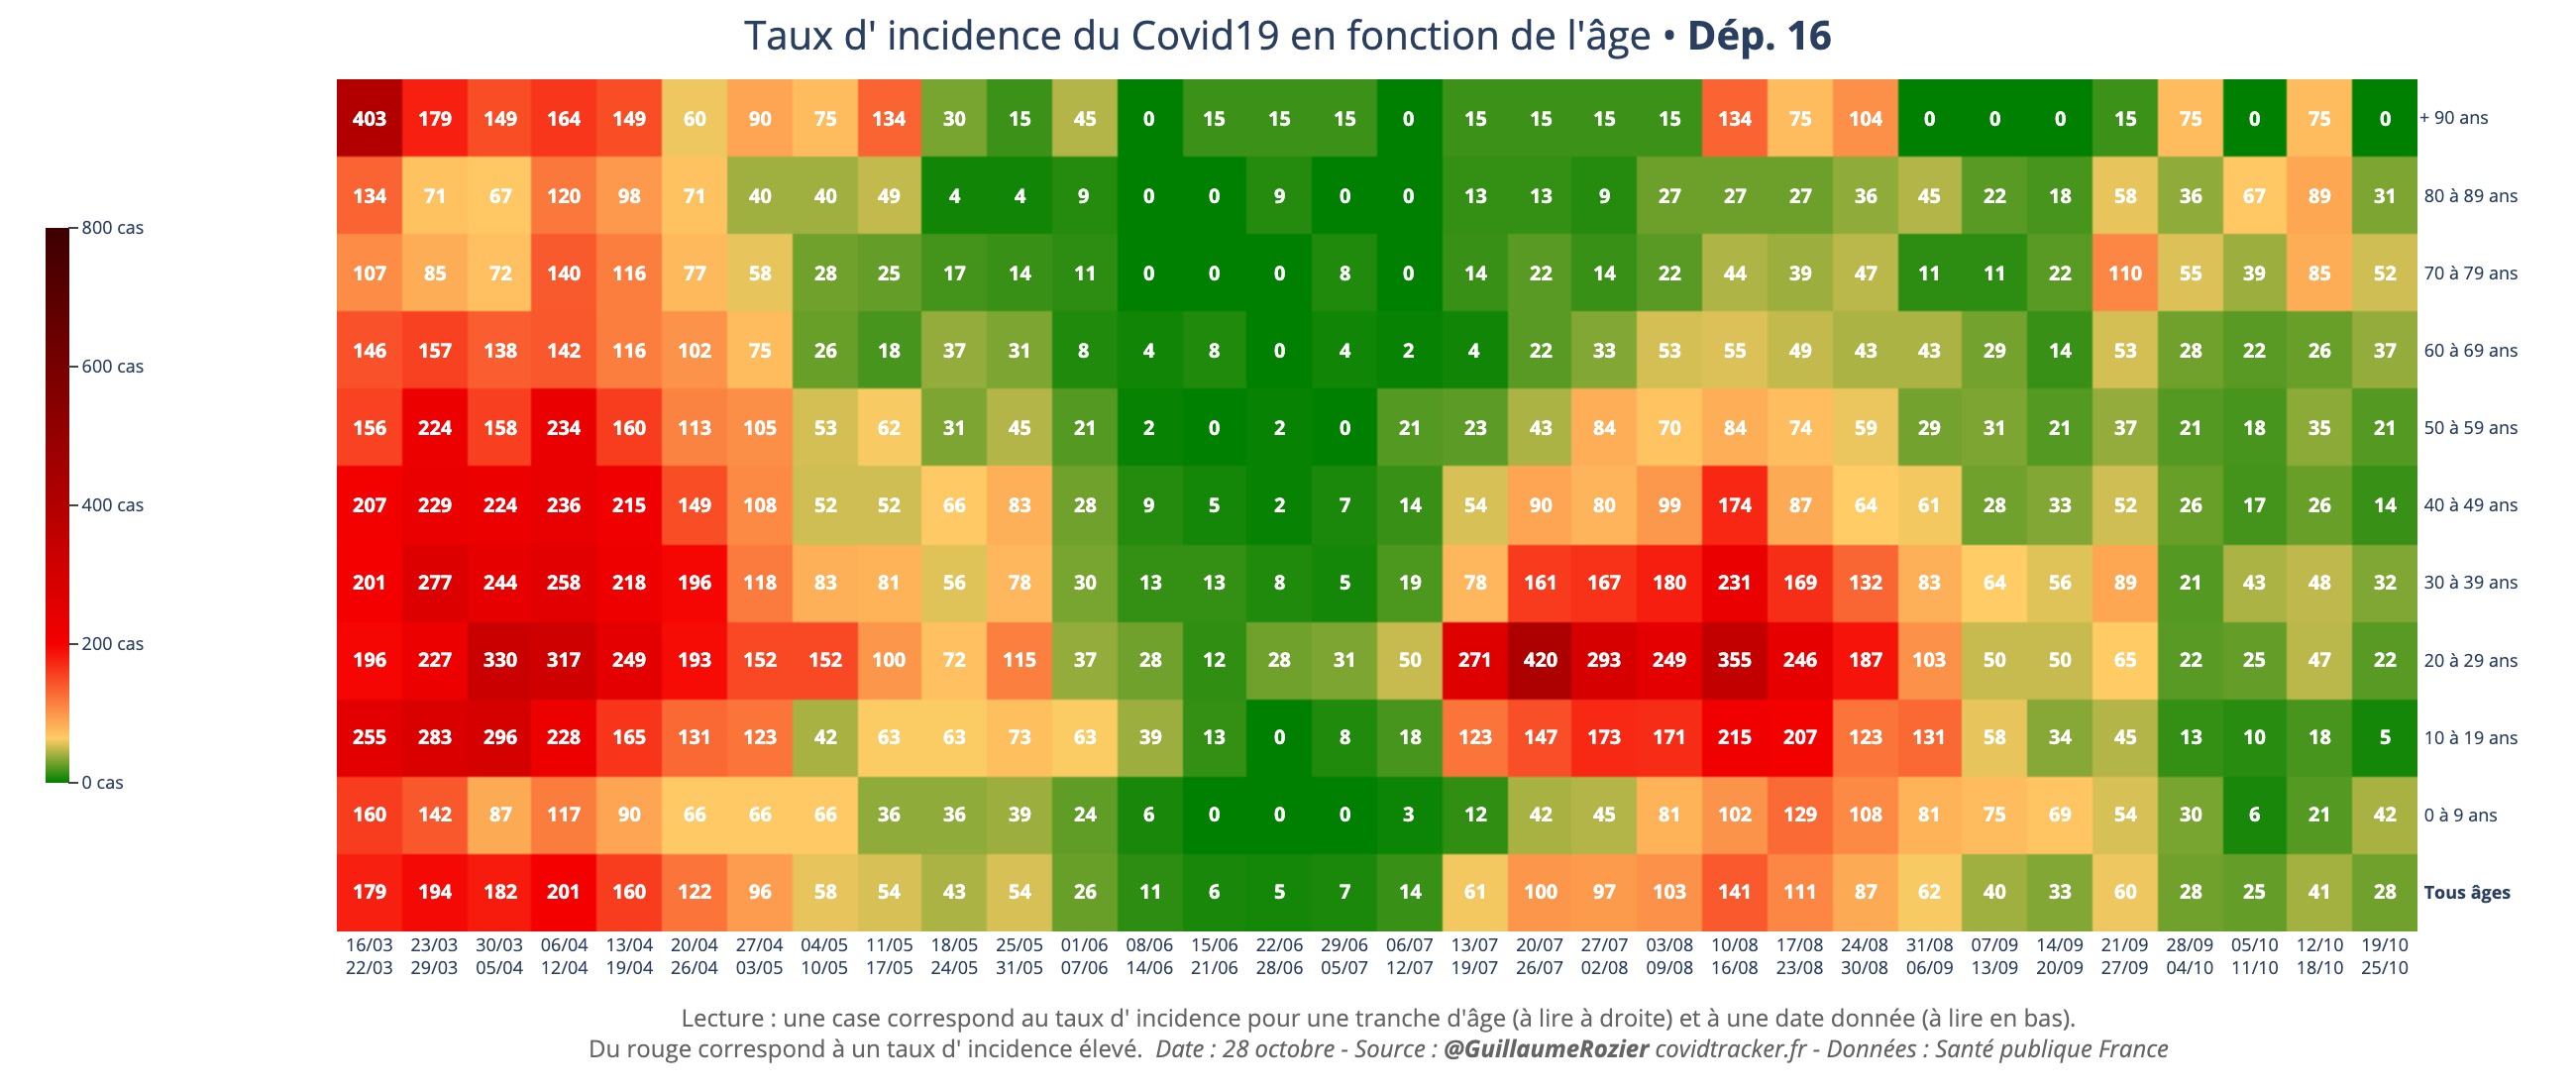 Taux d' incidence du Covid19 en fonction de l'âge • Dép. 16
800 cas
600 cas
400 cas
200 cas
0 cas
403 179 149 164 149 60 90 75 134 30 15 45 0 15 15 15 0 15 15 15 15 134 75 104 0 0 0 15 75 0 75 0 + 90 ans
134 71 67 120 98 71 40 40 49 4 4 9 0 0 9 0 0 13 13 9 27 27 27 36 45 22 18 58 36 67 89 31 80 à 89 ans
107 85 72 140 116 77 58 28 25 17 14 11 0 0 0 8 0 14 22 14 22 44 39 47 11 11 22 110 55 39 85 52 70 à 79 ans
146 157 138 142 116 102 75 26 18 37 31 8 4 8 0 4 2 4 22 33 53 55 49 43 43 29 14 53 28 22 26 37 60 à 69 ans
156 224 158 234 160 113 105 53 62 31 45 21 2 0 2 0 21 23 43 84 70 84 74 59 29 31 21 37 21 18 35 21 50 à 59 ans
207 229 224 236 215 149 108 52 52 66 83 28 9 5 2 7 14 54 90 80 99 174 87 64 61 28 33 52 26 17 26 14 40 à 49 ans
201 277 244 258 218 196 118 83 81 56 78 30 13 13 8 5 19 78 161 167 180 231 169 132 83 64 56 89 21 43 48 32 30 à 39 ans
196 227 330 317 249 193 152 152 100 72 115 37 28 12 28 31 50 271 420 293 249 355 246 187 103 50 50 65 22 25 47 22 20 à 29 ans
255 283 296 228 165 131 123 42 63 63 73 63 39 13 0 8 18 123 147 173 171 215 207 123 131 58 34 45 13 10 18 5 10 à 19 ans
160 142 87 117 90 66 66 66 36 36 39 24 6 0 0 0 3 12 42 45 81 102 129 108 81 75 69 54 30 6 21 42 0 à 9 ans
179 194 182 201 160 122 96 58 54 43 54 26 11 6 5 7 14 61 100 97 103 141 111 87 62 40 33 60 28 25 41 28 Tous âges
16/03 23/03 30/03 06/04 13/04 20/04 27/04 04/05 11/05 18/05 25/05 01/06 08/06 15/06 22/06 29/06 06/07 13/07 20/07 27/07 03/08 10/08 17/08 24/08 31/08 07/09 14/09 21/09 28/09 05/10 12/10 19/10
22/03 29/03 05/04 12/04 19/04 26/04 03/05 10/05 17/05 24/05 31/05 07/06 14/06 21/06 28/06 05/07 12/07 19/07 26/07 02/08 09/08 16/08 23/08 30/08 06/09 13/09 20/09 27/09 04/10 11/10 18/10 25/10
Lecture : une case correspond au taux d' incidence pour une tranche d'âge (à lire à droite) et à une date donnée (à lire en bas).
Du rouge correspond à un taux d' incidence élevé. Date : 28 octobre - Source : @GuillaumeRozier covidtracker.fr - Données : Santé publique France